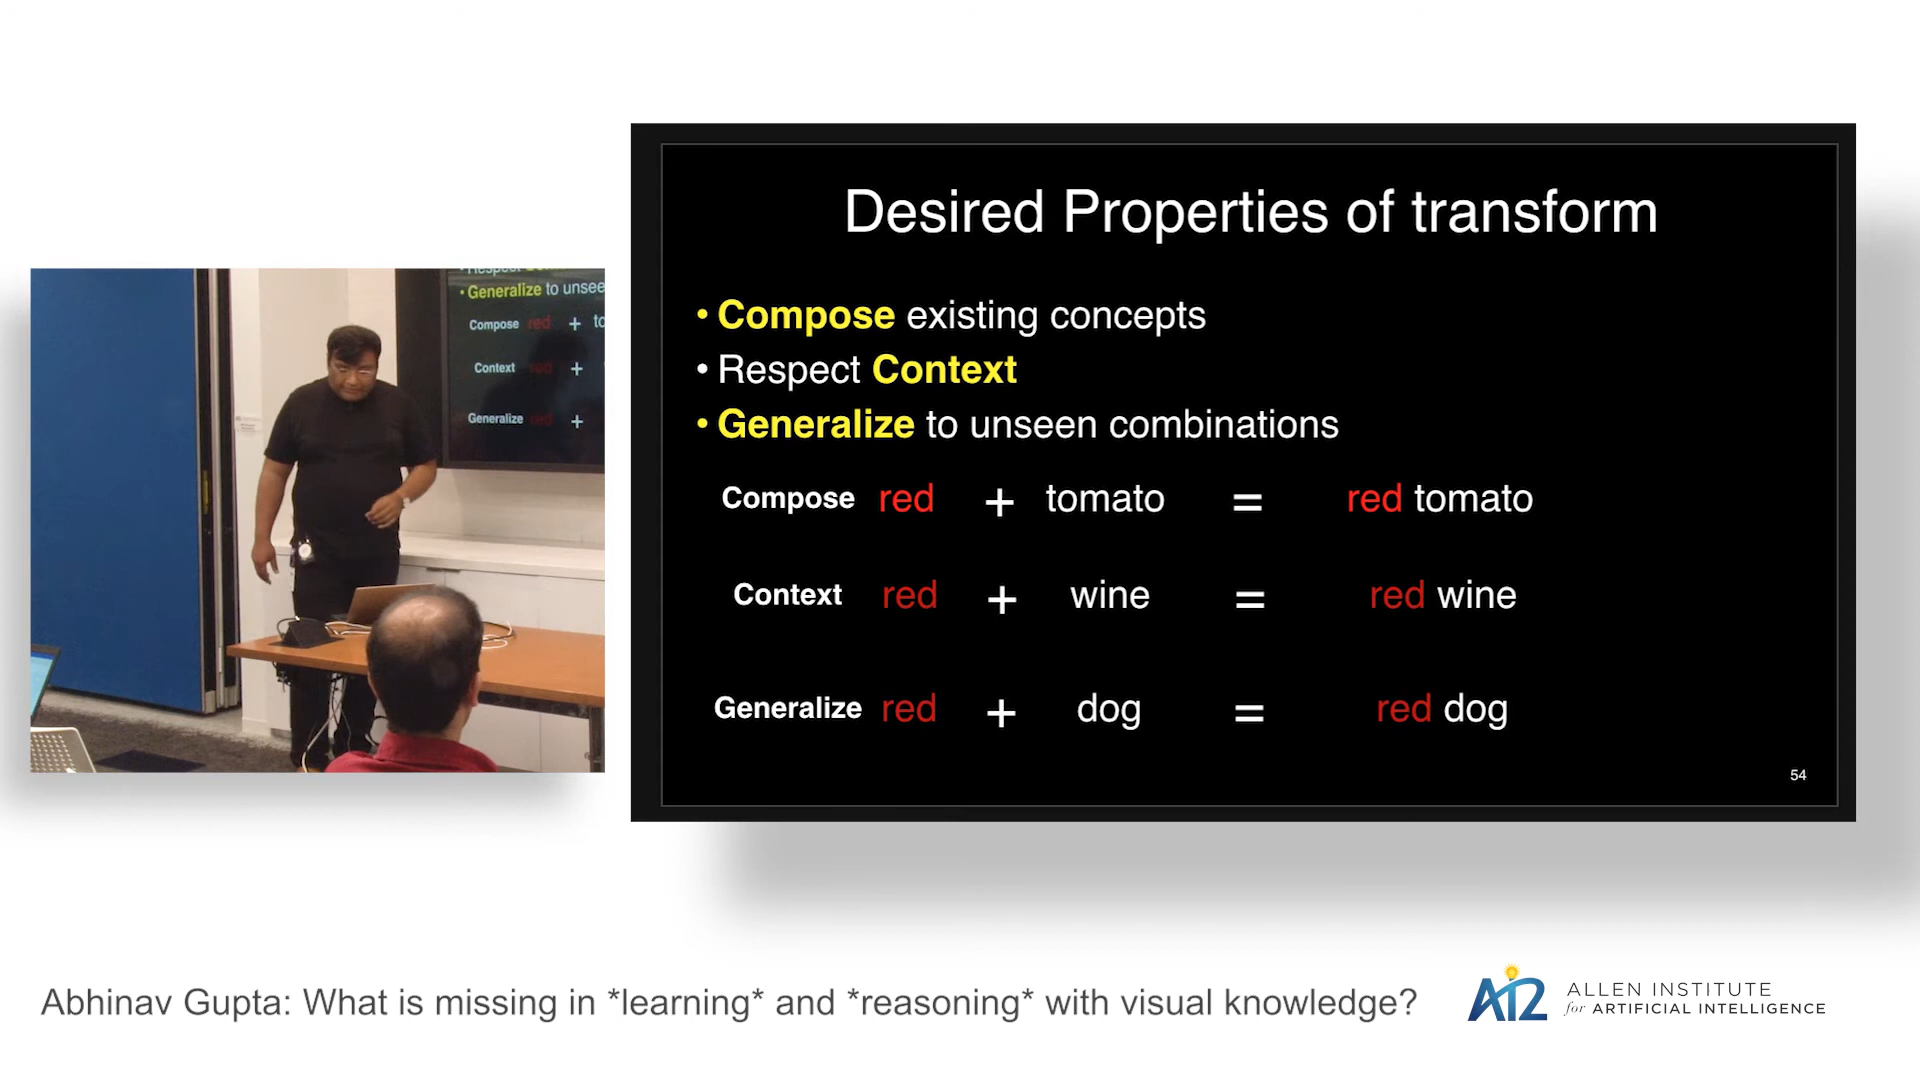 Desired Properties of transform
• Compose existing concepts
• Respect Context
• Generalize to unseen combinations
Compose red + tomato = red tomato
Context red + wine = red wine
Generalize red + dog = red dog
54
• Generalize to unsee
Compose red + to
Context red +
Generalize red +
Abhinav Gupta: What is missing in *learning* and *reasoning* with visual knowledge?
AI2
ALLEN INSTITUTE
for ARTIFICIAL INTELLIGENCE